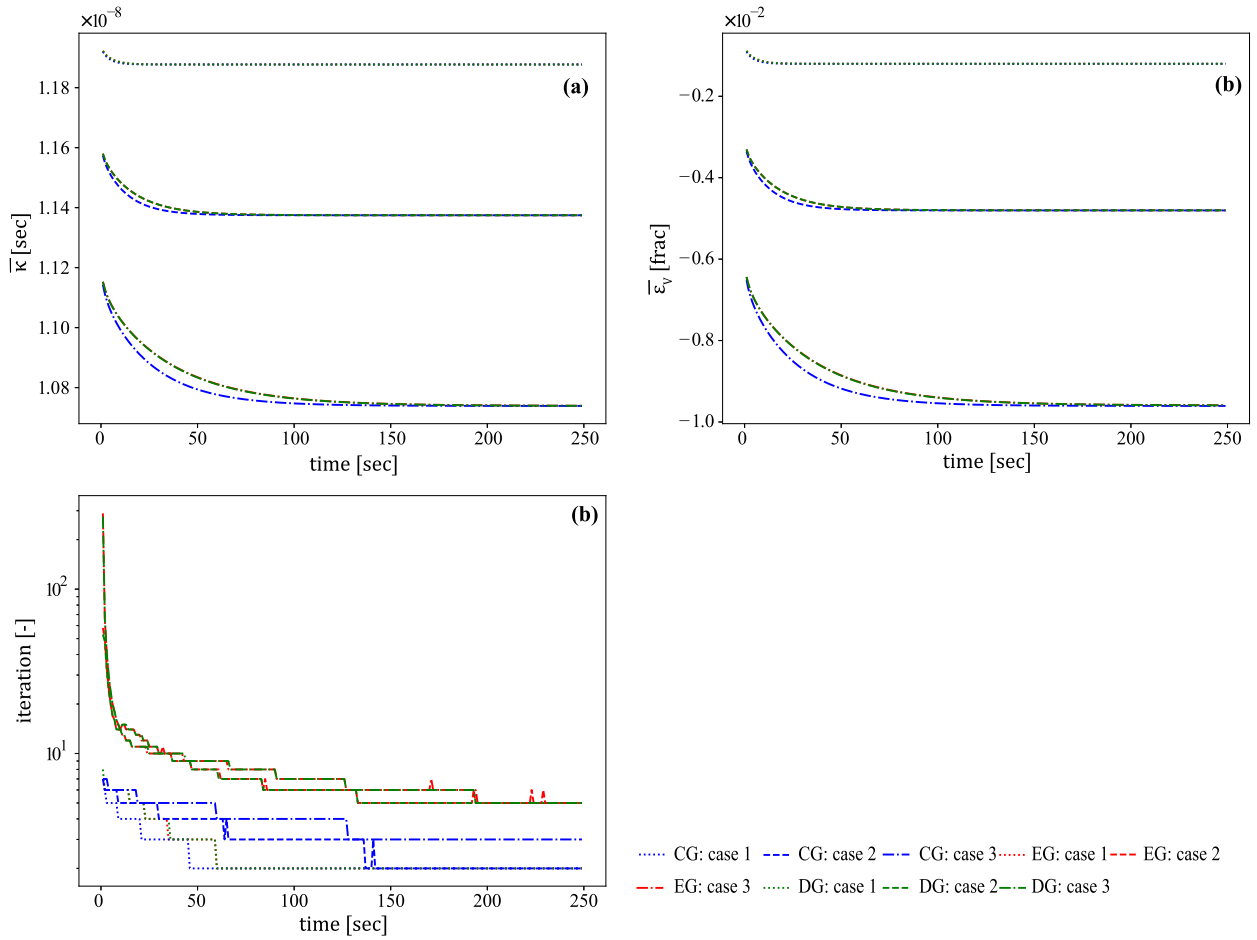 ×10⁻⁸
1.18
1.16
1.14
1.12
1.10
1.08
κ̅ [sec]
(a)
0 50 100 150 200 250
time [sec]
×10⁻²
−0.2
−0.4
−0.6
−0.8
−1.0
ε̅ᵥ [frac]
(b)
0 50 100 150 200 250
time [sec]
10²
10¹
iteration [-]
(b)
0 50 100 150 200 250
time [sec]
CG: case 1 CG: case 2 CG: case 3 EG: case 1 EG: case 2
EG: case 3 DG: case 1 DG: case 2 DG: case 3